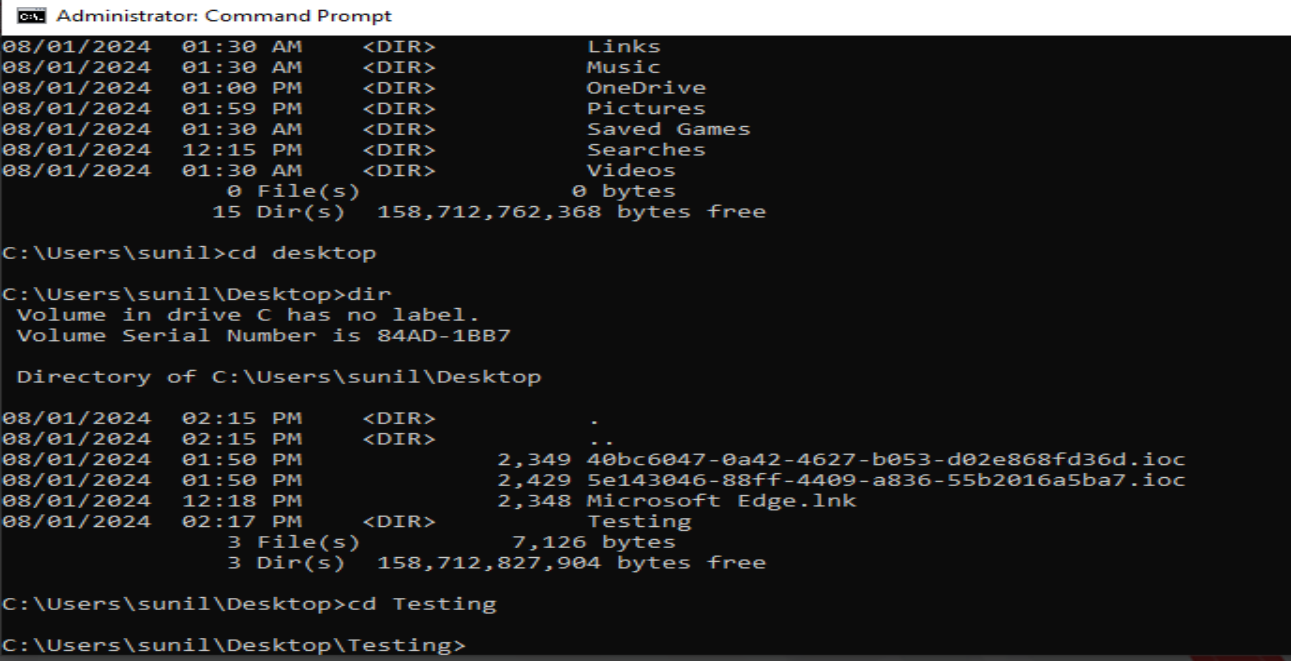 Administrator: Command Prompt
08/01/2024  01:30 AM    <DIR>          Links
08/01/2024  01:30 AM    <DIR>          Music
08/01/2024  01:00 PM    <DIR>          OneDrive
08/01/2024  01:59 PM    <DIR>          Pictures
08/01/2024  01:30 AM    <DIR>          Saved Games
08/01/2024  12:15 PM    <DIR>          Searches
08/01/2024  01:30 AM    <DIR>          Videos
               0 File(s)              0 bytes
              15 Dir(s)  158,712,762,368 bytes free
C:\Users\sunil>cd desktop
C:\Users\sunil\Desktop>dir
 Volume in drive C has no label.
 Volume Serial Number is 84AD-1BB7
 Directory of C:\Users\sunil\Desktop
08/01/2024  02:15 PM    <DIR>          .
08/01/2024  02:15 PM    <DIR>          ..
08/01/2024  01:50 PM             2,349 40bc6047-0a42-4627-b053-d02e868fd36d.ioc
08/01/2024  01:50 PM             2,429 5e143046-88ff-4409-a836-55b2016a5ba7.ioc
08/01/2024  12:18 PM             2,348 Microsoft Edge.lnk
08/01/2024  02:17 PM    <DIR>          Testing
               3 File(s)          7,126 bytes
               3 Dir(s)  158,712,827,904 bytes free
C:\Users\sunil\Desktop>cd Testing
C:\Users\sunil\Desktop\Testing>